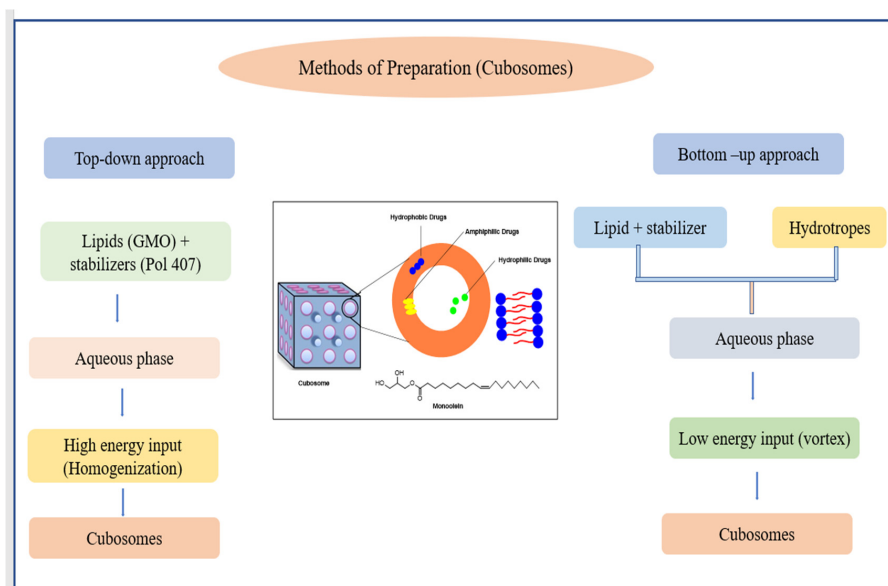 Methods of Preparation (Cubosomes)
Top-down approach
Lipids (GMO) +
stabilizers (Pol 407)
Aqueous phase
High energy input
(Homogenization)
Cubosomes
Hydrophobic Drugs
Amphiphilic Drugs
Hydrophilic Drugs
Cubosome
OH
HO
O
O
Monoolein
Bottom –up approach
Lipid + stabilizer
Hydrotropes
Aqueous phase
Low energy input (vortex)
Cubosomes